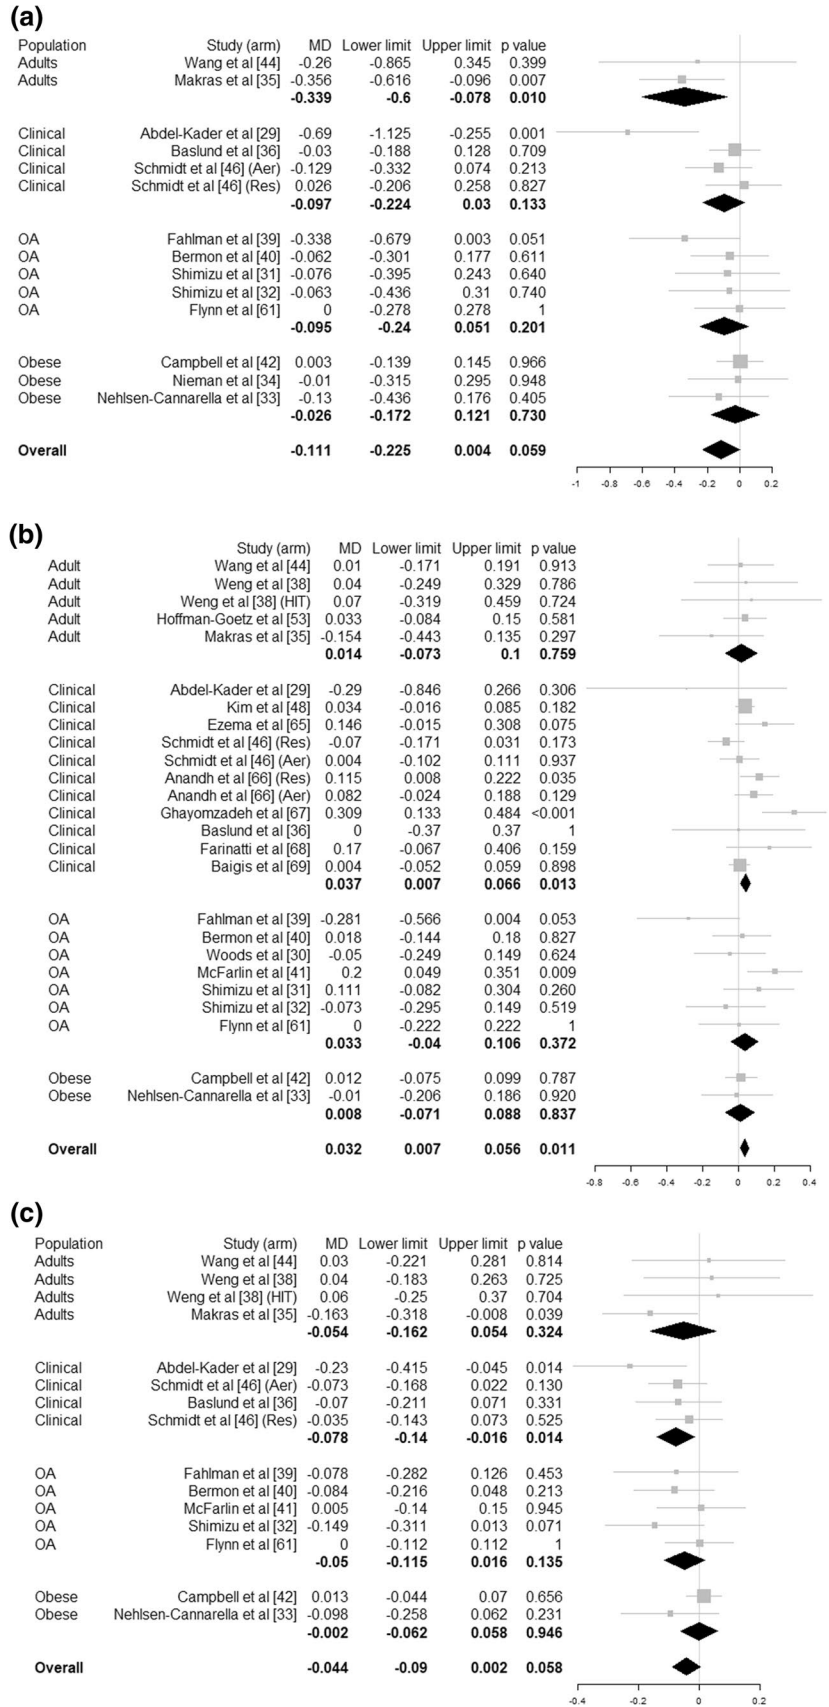 (a)
Population Study (arm) MD Lower limit Upper limit p value
Adults Wang et al [44] -0.26 -0.865 0.345 0.399
Adults Makras et al [35] -0.356 -0.616 -0.096 0.007
-0.339 -0.6 -0.078 0.010
Clinical Abdel-Kader et al [29] -0.69 -1.125 -0.255 0.001
Clinical Baslund et al [36] -0.03 -0.188 0.128 0.709
Clinical Schmidt et al [46] (Aer) -0.129 -0.332 0.074 0.213
Clinical Schmidt et al [46] (Res) 0.026 -0.206 0.258 0.827
-0.097 -0.224 0.03 0.133
OA Fahlman et al [39] -0.338 -0.679 0.003 0.051
OA Bermon et al [40] -0.062 -0.301 0.177 0.611
OA Shimizu et al [31] -0.076 -0.395 0.243 0.640
OA Shimizu et al [32] -0.063 -0.436 0.31 0.740
OA Flynn et al [61] 0 -0.278 0.278 1
-0.095 -0.24 0.051 0.201
Obese Campbell et al [42] 0.003 -0.139 0.145 0.966
Obese Nieman et al [34] -0.01 -0.315 0.295 0.948
Obese Nehlsen-Cannarella et al [33] -0.13 -0.436 0.176 0.405
-0.026 -0.172 0.121 0.730
Overall -0.111 -0.225 0.004 0.059
-1 -0.8 -0.6 -0.4 -0.2 0 0.2
(b)
Study (arm) MD Lower limit Upper limit p value
Adult Wang et al [44] 0.01 -0.171 0.191 0.913
Adult Weng et al [38] 0.04 -0.249 0.329 0.786
Adult Weng et al [38] (HIT) 0.07 -0.319 0.459 0.724
Adult Hoffman-Goetz et al [53] 0.033 -0.084 0.15 0.581
Adult Makras et al [35] -0.154 -0.443 0.135 0.297
0.014 -0.073 0.1 0.759
Clinical Abdel-Kader et al [29] -0.29 -0.846 0.266 0.306
Clinical Kim et al [48] 0.034 -0.016 0.085 0.182
Clinical Ezema et al [65] 0.146 -0.015 0.308 0.075
Clinical Schmidt et al [46] (Res) -0.07 -0.171 0.031 0.173
Clinical Schmidt et al [46] (Aer) 0.004 -0.102 0.111 0.937
Clinical Anandh et al [66] (Res) 0.115 0.008 0.222 0.035
Clinical Anandh et al [66] (Aer) 0.082 -0.024 0.188 0.129
Clinical Ghayomzadeh et al [67] 0.309 0.133 0.484 <0.001
Clinical Baslund et al [36] 0 -0.37 0.37 1
Clinical Farinatti et al [68] 0.17 -0.067 0.406 0.159
Clinical Baigis et al [69] 0.004 -0.052 0.059 0.898
0.037 0.007 0.066 0.013
OA Fahlman et al [39] -0.281 -0.566 0.004 0.053
OA Bermon et al [40] 0.018 -0.144 0.18 0.827
OA Woods et al [30] -0.05 -0.249 0.149 0.624
OA McFarlin et al [41] 0.2 0.049 0.351 0.009
OA Shimizu et al [31] 0.111 -0.082 0.304 0.260
OA Shimizu et al [32] -0.073 -0.295 0.149 0.519
OA Flynn et al [61] 0 -0.222 0.222 1
0.033 -0.04 0.106 0.372
Obese Campbell et al [42] 0.012 -0.075 0.099 0.787
Obese Nehlsen-Cannarella et al [33] -0.01 -0.206 0.186 0.920
0.008 -0.071 0.088 0.837
Overall 0.032 0.007 0.056 0.011
-0.8 -0.6 -0.4 -0.2 0 0.2 0.4
(c)
Population Study (arm) MD Lower limit Upper limit p value
Adults Wang et al [44] 0.03 -0.221 0.281 0.814
Adults Weng et al [38] 0.04 -0.183 0.263 0.725
Adults Weng et al [38] (HIT) 0.06 -0.25 0.37 0.704
Adults Makras et al [35] -0.163 -0.318 -0.008 0.039
-0.054 -0.162 0.054 0.324
Clinical Abdel-Kader et al [29] -0.23 -0.415 -0.045 0.014
Clinical Schmidt et al [46] (Aer) -0.073 -0.168 0.022 0.130
Clinical Baslund et al [36] -0.07 -0.211 0.071 0.331
Clinical Schmidt et al [46] (Res) -0.035 -0.143 0.073 0.525
-0.078 -0.14 -0.016 0.014
OA Fahlman et al [39] -0.078 -0.282 0.126 0.453
OA Bermon et al [40] -0.084 -0.216 0.048 0.213
OA McFarlin et al [41] 0.005 -0.14 0.15 0.945
OA Shimizu et al [32] -0.149 -0.311 0.013 0.071
OA Flynn et al [61] 0 -0.112 0.112 1
-0.05 -0.115 0.016 0.135
Obese Campbell et al [42] 0.013 -0.044 0.07 0.656
Obese Nehlsen-Cannarella et al [33] -0.098 -0.258 0.062 0.231
-0.002 -0.062 0.058 0.946
Overall -0.044 -0.09 0.002 0.058
-0.4 -0.2 0 0.2